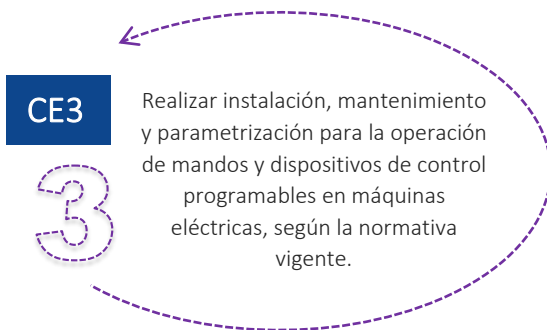 CE3
3
Realizar instalación, mantenimiento
y parametrización para la operación
de mandos y dispositivos de control
programables en máquinas
eléctricas, según la normativa
vigente.